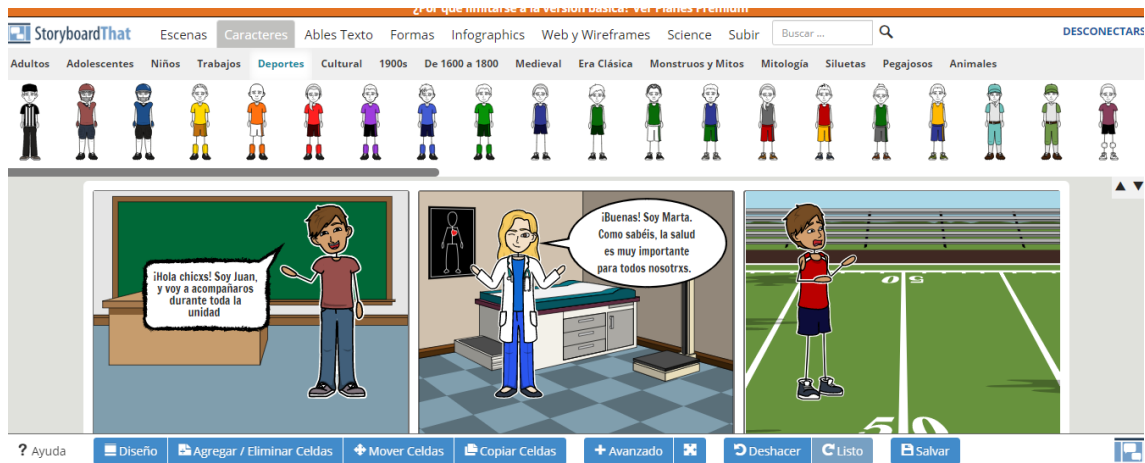 ¿Por qué limitarse a la versión básica? Ver Planes Premium
StoryboardThat
Escenas Caracteres Ables Texto Formas Infographics Web y Wireframes Science Subir Buscar ... DESCONECTARS
Adultos Adolescentes Niños Trabajos Deportes Cultural 1900s De 1600 a 1800 Medieval Era Clásica Monstruos y Mitos Mitología Siluetas Pegajosos Animales
¡Hola chicxs! Soy Juan,
y voy a acompañaros
durante toda la
unidad
¡Buenas! Soy Marta.
Como sabéis, la salud
es muy importante
para todos nosotrxs.
50
50
? Ayuda Diseño Agregar / Eliminar Celdas Mover Celdas Copiar Celdas + Avanzado Deshacer Listo Salvar